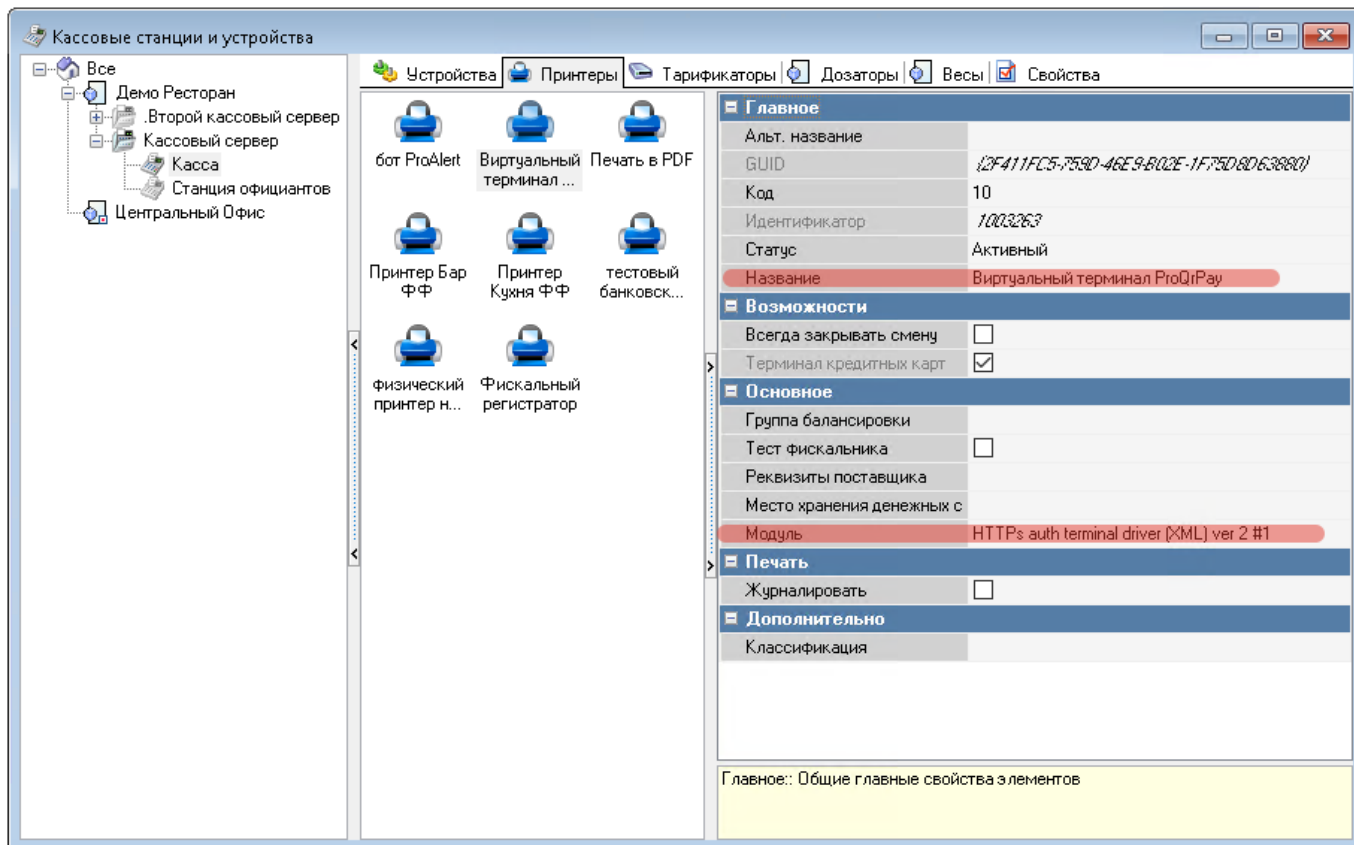 Кассовые станции и устройства
Все
Демо Ресторан
.Второй кассовый сервер
Кассовый сервер
Касса
Станция официантов
Центральный Офис
Устройства Принтеры Тарификаторы Дозаторы Весы Свойства
бот ProAlert
Виртуальный терминал ...
Печать в PDF
Принтер Бар ФФ
Принтер Кухня ФФ
тестовый банковск...
физический принтер н...
Фискальный регистратор
Главное
Альт. название
GUID {2F411FC5-759D-46E9-B02E-1F75D8D63880}
Код 10
Идентификатор 1003263
Статус Активный
Название Виртуальный терминал ProQrPay
Возможности
Всегда закрывать смену
Терминал кредитных карт
Основное
Группа балансировки
Тест фискальника
Реквизиты поставщика
Место хранения денежных с
Модуль HTTPs auth terminal driver (XML) ver 2 #1
Печать
Журналировать
Дополнительно
Классификация
Главное:: Общие главные свойства элементов